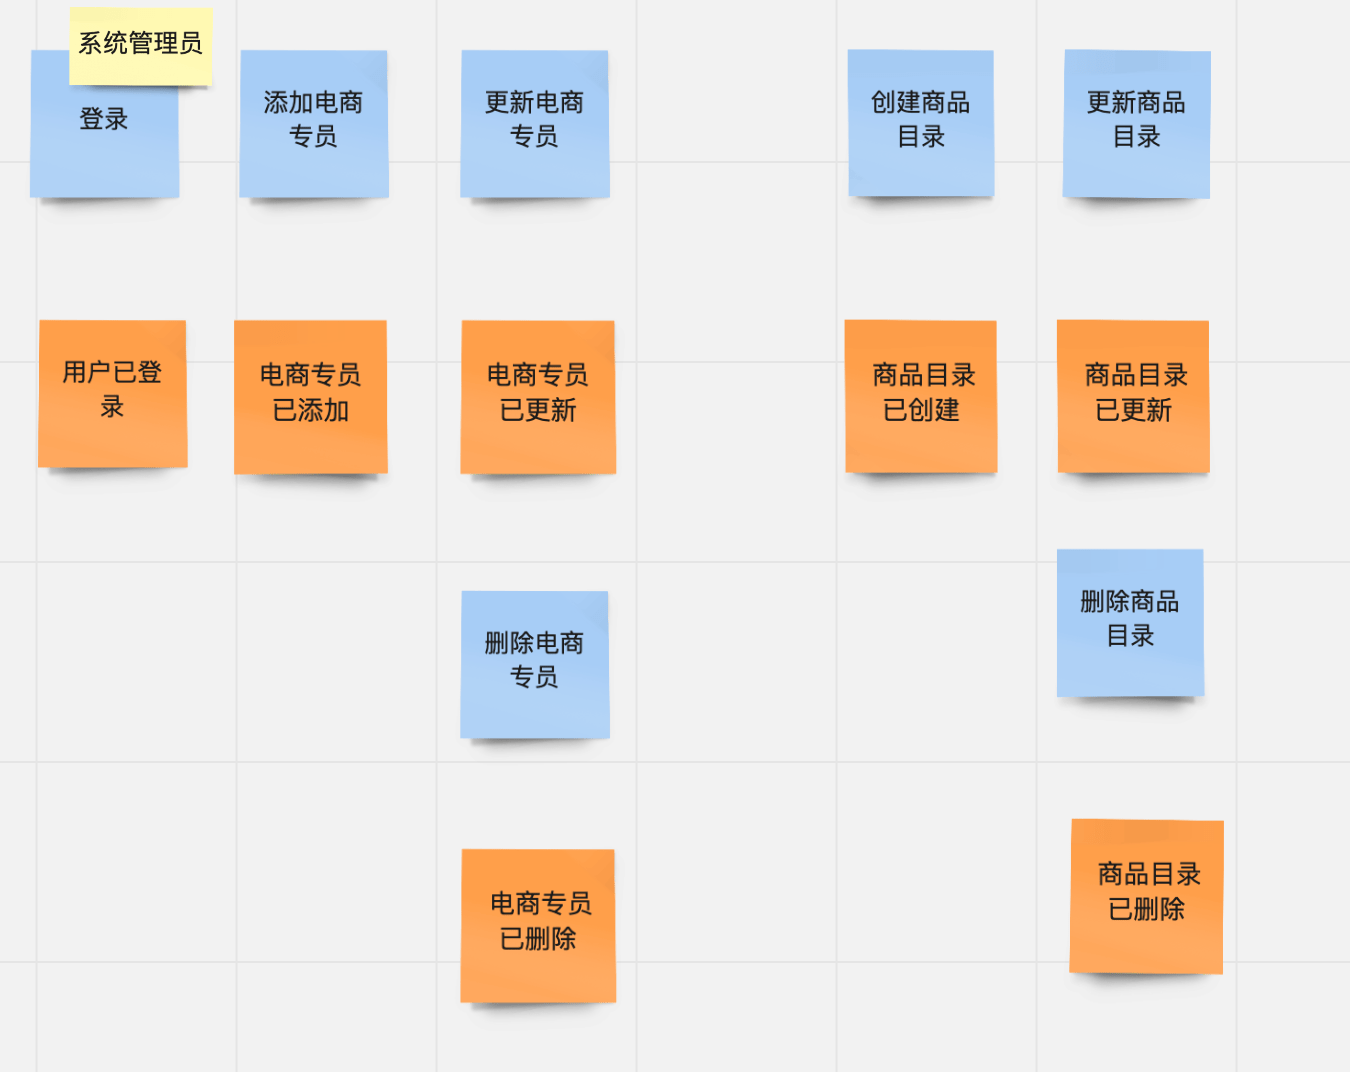 系统管理员
登录
添加电商
专员
更新电商
专员
创建商品
目录
更新商品
目录
用户已登
录
电商专员
已添加
电商专员
已更新
商品目录
已创建
商品目录
已更新
删除电商
专员
删除商品
目录
电商专员
已删除
商品目录
已删除